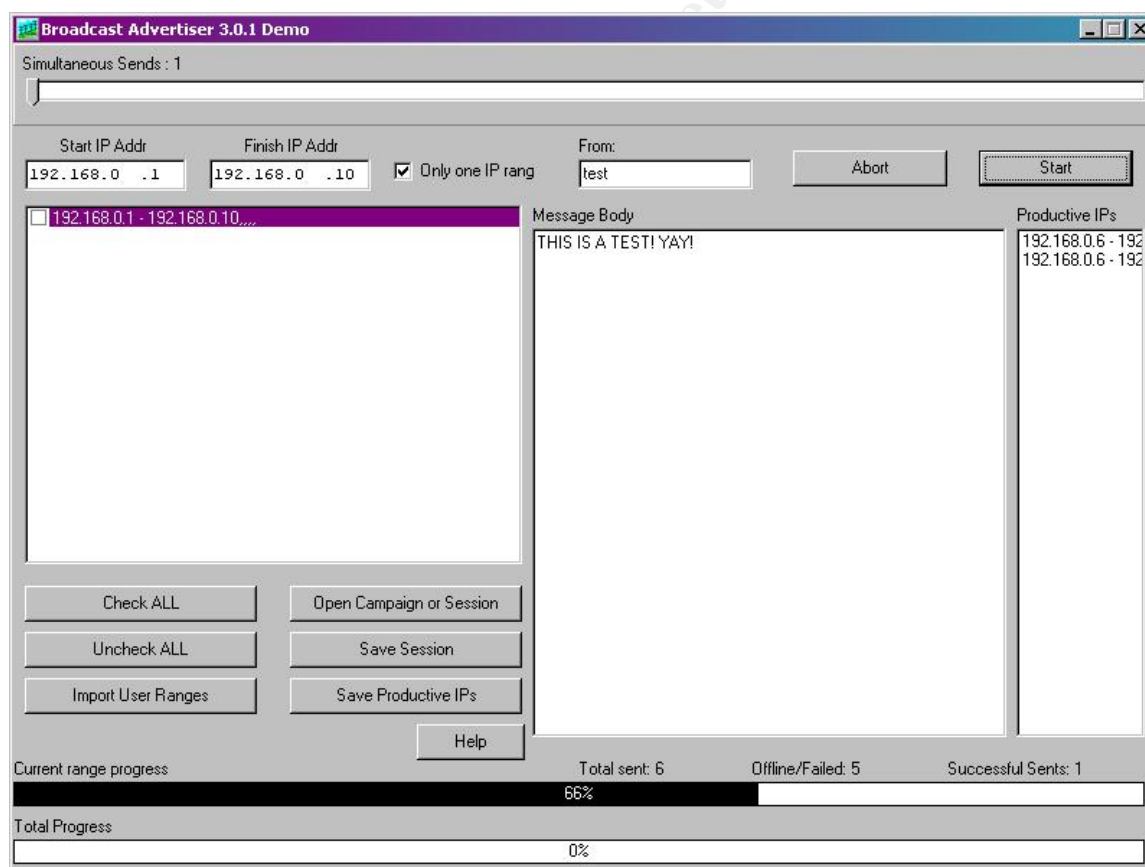 Broadcast Advertiser 3.0.1 Demo
Simultaneous Sends : 1
Start IP Addr
Finish IP Addr
From:
192.168.0 .1
192.168.0 .10
Only one IP rang
test
Abort
Start
192.168.0.1 - 192.168.0.10,,,,
Message Body
THIS IS A TEST! YAY!
Productive IPs
192.168.0.6 - 192
192.168.0.6 - 192
Check ALL
Open Campaign or Session
Uncheck ALL
Save Session
Import User Ranges
Save Productive IPs
Help
Current range progress
Total sent: 6
Offline/Failed: 5
Successful Sents: 1
66%
Total Progress
0%